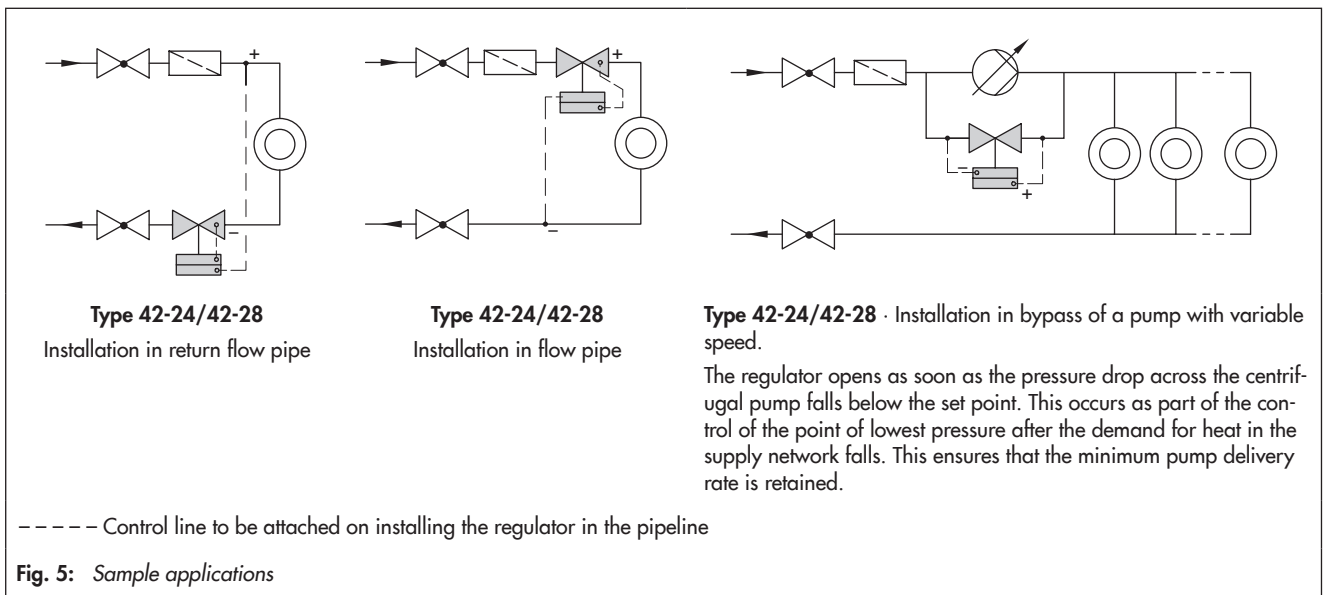 +
–
+
–
–
+
Type 42-24/42-28
Installation in return flow pipe
Type 42-24/42-28
Installation in flow pipe
Type 42-24/42-28 · Installation in bypass of a pump with variable
speed.
The regulator opens as soon as the pressure drop across the centrif-
ugal pump falls below the set point. This occurs as part of the con-
trol of the point of lowest pressure after the demand for heat in the
supply network falls. This ensures that the minimum pump delivery
rate is retained.
– – – – – Control line to be attached on installing the regulator in the pipeline
Fig. 5: Sample applications